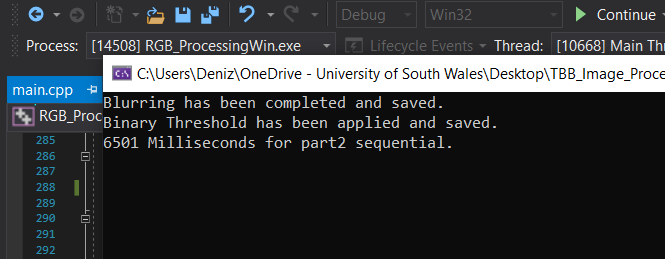 Debug Win32 Continue
Process: [14508] RGB_ProcessingWin.exe Lifecycle Events Thread: [10668] Main Thr
C:\Users\Deniz\OneDrive - University of South Wales\Desktop\TBB_Image_Proce
main.cpp
Blurring has been completed and saved.
RGB_Proc
Binary Threshold has been applied and saved.
285
6501 Milliseconds for part2 sequential.
286
287
288
289
290
291
292